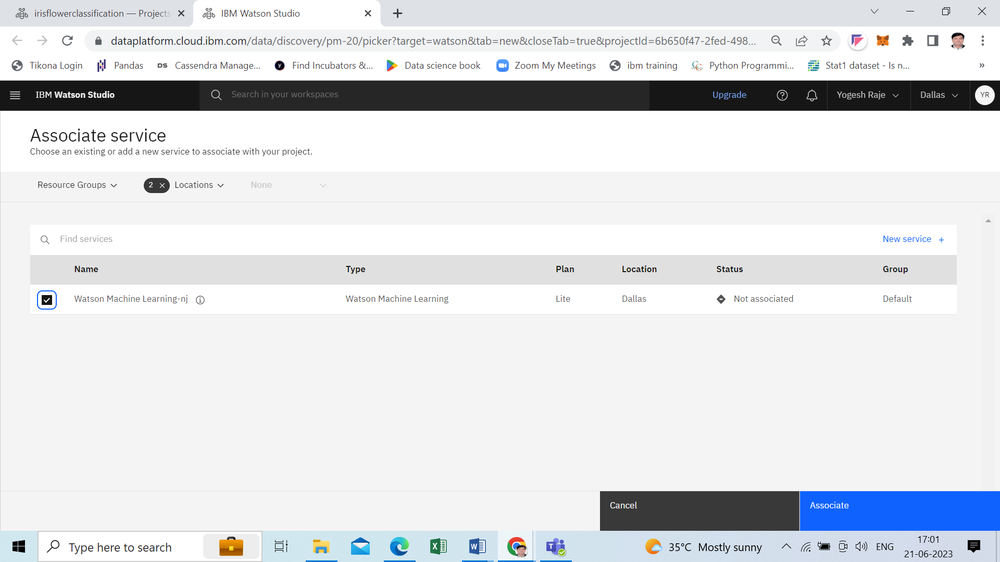 irisflowerclassification — Projects
IBM Watson Studio
dataplatform.cloud.ibm.com/data/discovery/pm-20/picker?target=watson&tab=new&closeTab=true&projectId=6b650f47-2fed-498...
Tikona Login
Pandas
DS Cassendra Manage...
Find Incubators &...
Data science book
Zoom My Meetings
ibm training
Python Programmi...
Stat1 dataset - Is n...
»
IBM Watson Studio
Search in your workspaces
Upgrade
Yogesh Raje
Dallas
YR
Associate service
Choose an existing or add a new service to associate with your project.
Resource Groups
2 × Locations
None
Find services
New service +
Name Type Plan Location Status Group
Watson Machine Learning-nj Watson Machine Learning Lite Dallas Not associated Default
Cancel
Associate
Type here to search
35°C Mostly sunny
ENG
17:01
21-06-2023